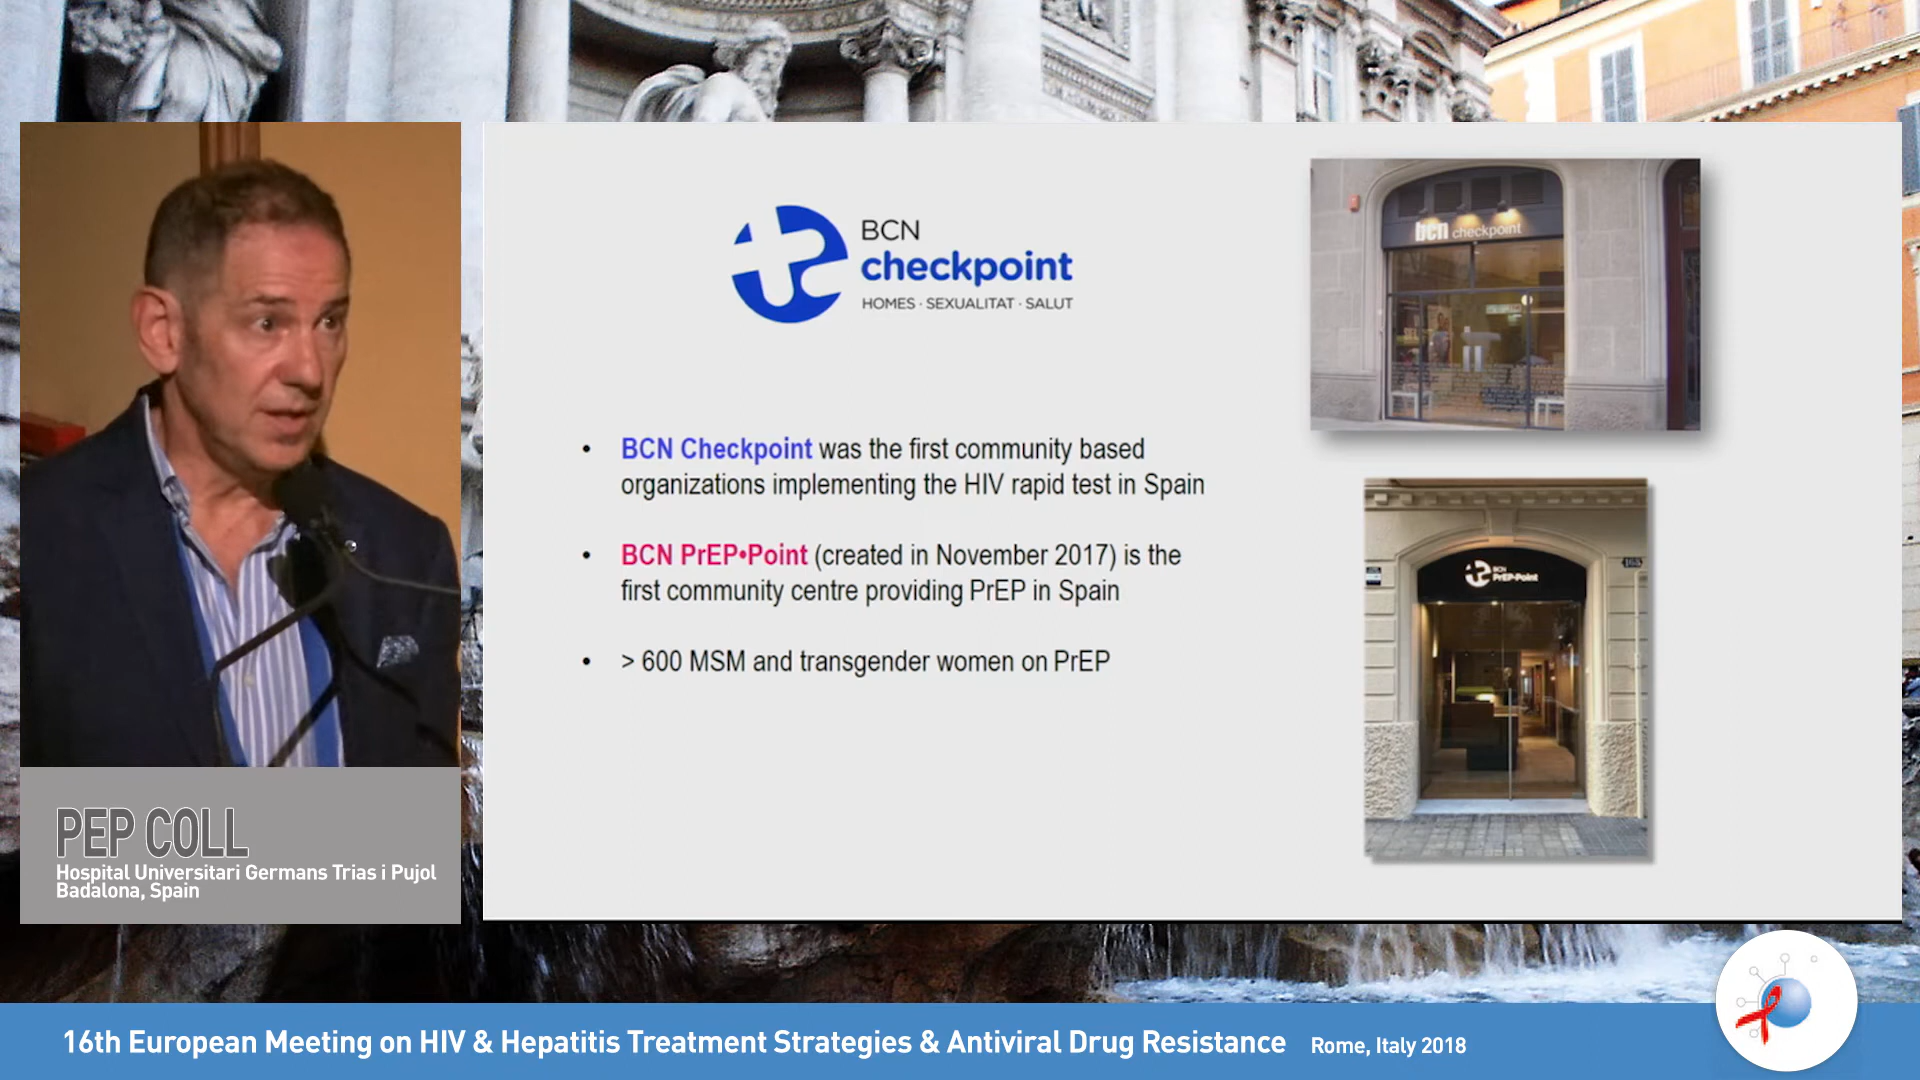 BCN
checkpoint
HOMES · SEXUALITAT · SALUT
bcn checkpoint
• BCN Checkpoint was the first community based
organizations implementing the HIV rapid test in Spain
• BCN PrEP•Point (created in November 2017) is the
first community centre providing PrEP in Spain
• > 600 MSM and transgender women on PrEP
BCN
PrEP·Point
PEP COLL
Hospital Universitari Germans Trias i Pujol
Badalona, Spain
16th European Meeting on HIV & Hepatitis Treatment Strategies & Antiviral Drug Resistance Rome, Italy 2018